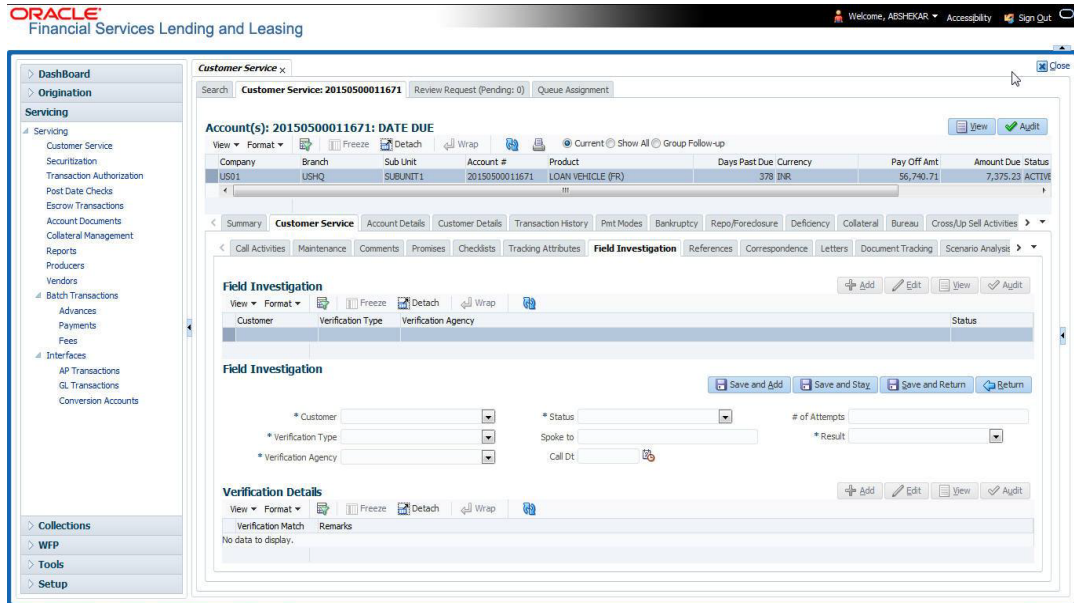 ORACLE'
Financial Services Lending and Leasing
Welcome, ABSHEKAR Accessibility Sign Out
Close
DashBoard
Origination
Servicing
Servicing
Customer Service
Securitization
Transaction Authorization
Post Date Checks
Escrow Transactions
Account Documents
Collateral Management
Reports
Producers
Vendors
Batch Transactions
Advances
Payments
Fees
Interfaces
AP Transactions
GL Transactions
Conversion Accounts
Collections
WFP
Tools
Setup
Customer Service x
Search Customer Service: 20150500011671 Review Request (Pending: 0) Queue Assignment
Account(s): 20150500011671: DATE DUE
View Audit
View Format Freeze Detach Wrap Current Show All Group Follow-up
Company Branch Sub Unit Account # Product Days Past Due Currency Pay Off Amt Amount Due Status
US01 USHQ SUBUNIT1 20150500011671 LOAN VEHICLE (FR) 378 INR 56,740.71 7,375.23 ACTIVE
Summary Customer Service Account Details Customer Details Transaction History Pmt Modes Bankruptcy Repo/Foreclosure Deficiency Collateral Bureau Cross/Up Sell Activities
Call Activities Maintenance Comments Promises Checklists Tracking Attributes Field Investigation References Correspondence Letters Document Tracking Scenario Analysis
Field Investigation
Add Edit View Audit
View Format Freeze Detach Wrap
Customer Verification Type Verification Agency Status
Field Investigation
Save and Add Save and Stay Save and Return Return
* Customer * Status # of Attempts
* Verification Type Spoke to * Result
* Verification Agency Call Dt
Verification Details
Add Edit View Audit
View Format Freeze Detach Wrap
Verification Match Remarks
No data to display.